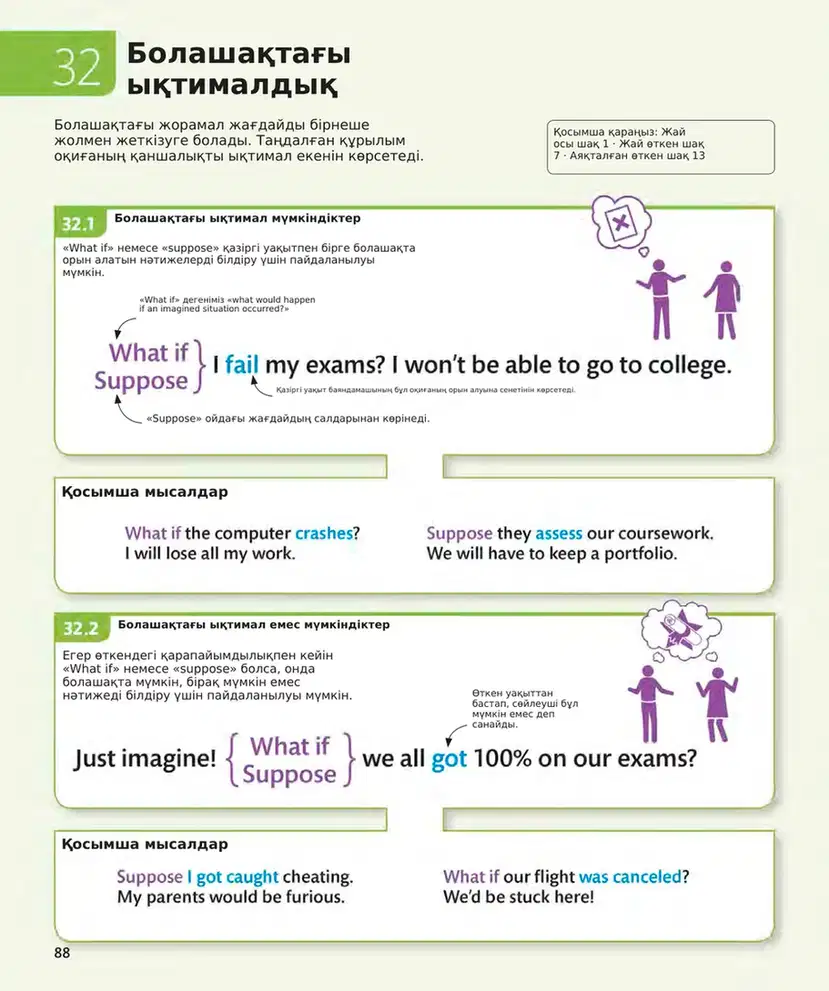 32
Болашақтағы
ықтималдық
Болашақтағы жорамал жағдайды бірнеше
жолмен жеткізуге болады. Таңдалған құрылым
оқиғаның қаншалықты ықтимал екенін көрсетеді.
Қосымша қараңыз: Жай
осы шақ 1 · Жай өткен шақ
7 · Аяқталған өткен шақ 13
32.1 Болашақтағы ықтимал мүмкіндіктер
«What if» немесе «suppose» қазіргі уақытпен бірге болашақта
орын алатын нәтижелерді білдіру үшін пайдаланылуы
мүмкін.
«What if» дегеніміз «what would happen
if an imagined situation occurred?»
What if
Suppose
I fail my exams? I won't be able to go to college.
Қазіргі уақыт баяндамашының бұл оқиғаның орын алуына сенетінін көрсетеді.
«Suppose» ойдағы жағдайдың салдарынан көрінеді.
Қосымша мысалдар
What if the computer crashes?
I will lose all my work.
Suppose they assess our coursework.
We will have to keep a portfolio.
32.2 Болашақтағы ықтимал емес мүмкіндіктер
Егер өткендегі қарапайымдылықпен кейін
«What if» немесе «suppose» болса, онда
болашақта мүмкін, бірақ мүмкін емес
нәтижеді білдіру үшін пайдаланылуы мүмкін.
Өткен уақыттан
бастап, сөйлеуші бұл
мүмкін емес деп
санайды.
Just imagine!
What if
Suppose
we all got 100% on our exams?
Қосымша мысалдар
Suppose I got caught cheating.
My parents would be furious.
What if our flight was canceled?
We'd be stuck here!
88